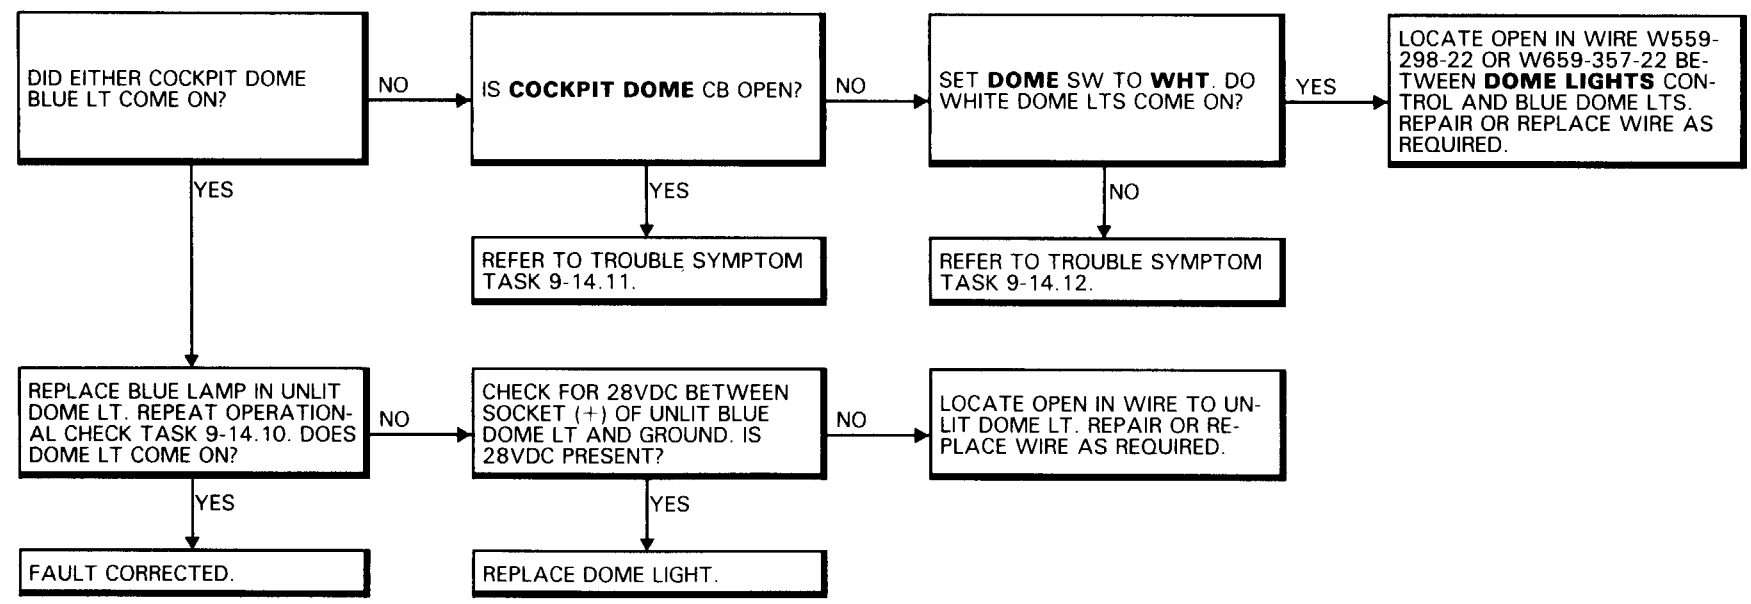 DID EITHER COCKPIT DOME
BLUE LT COME ON?
NO
IS COCKPIT DOME CB OPEN?
NO
SET DOME SW TO WHT. DO
WHITE DOME LTS COME ON?
YES
LOCATE OPEN IN WIRE W559-
298-22 OR W659-357-22 BE-
TWEEN DOME LIGHTS CON-
TROL AND BLUE DOME LTS.
REPAIR OR REPLACE WIRE AS
REQUIRED.
YES
YES
NO
REFER TO TROUBLE SYMPTOM
TASK 9-14.11.
REFER TO TROUBLE SYMPTOM
TASK 9-14.12.
REPLACE BLUE LAMP IN UNLIT
DOME LT. REPEAT OPERATION-
AL CHECK TASK 9-14.10. DOES
DOME LT COME ON?
NO
CHECK FOR 28VDC BETWEEN
SOCKET (+) OF UNLIT BLUE
DOME LT AND GROUND. IS
28VDC PRESENT?
NO
LOCATE OPEN IN WIRE TO UN-
LIT DOME LT. REPAIR OR RE-
PLACE WIRE AS REQUIRED.
YES
YES
FAULT CORRECTED.
REPLACE DOME LIGHT.